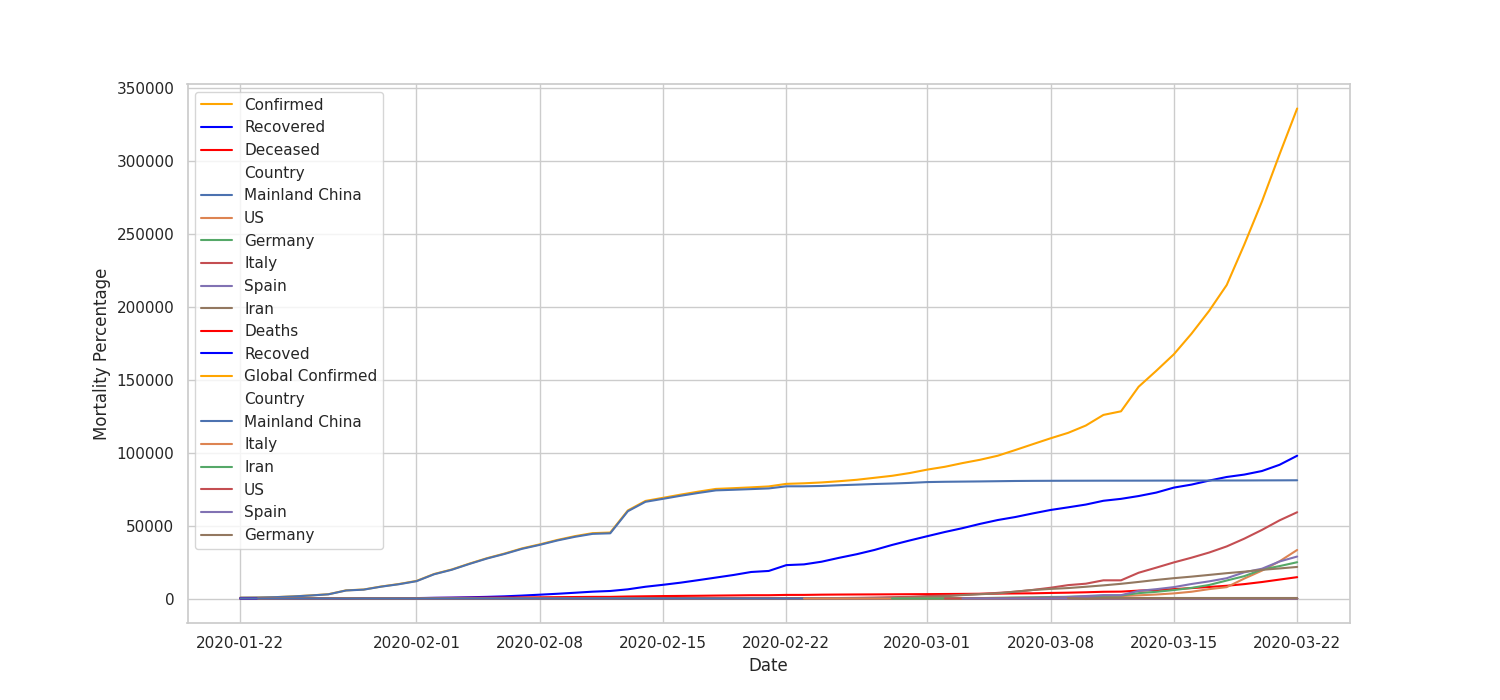 350000
300000
250000
200000
150000
100000
50000
0
Mortality Percentage
Confirmed
Recovered
Deceased
Country
Mainland China
US
Germany
Italy
Spain
Iran
Deaths
Recoved
Global Confirmed
Country
Mainland China
Italy
Iran
US
Spain
Germany
2020-01-22 2020-02-01 2020-02-08 2020-02-15 2020-02-22 2020-03-01 2020-03-08 2020-03-15 2020-03-22
Date